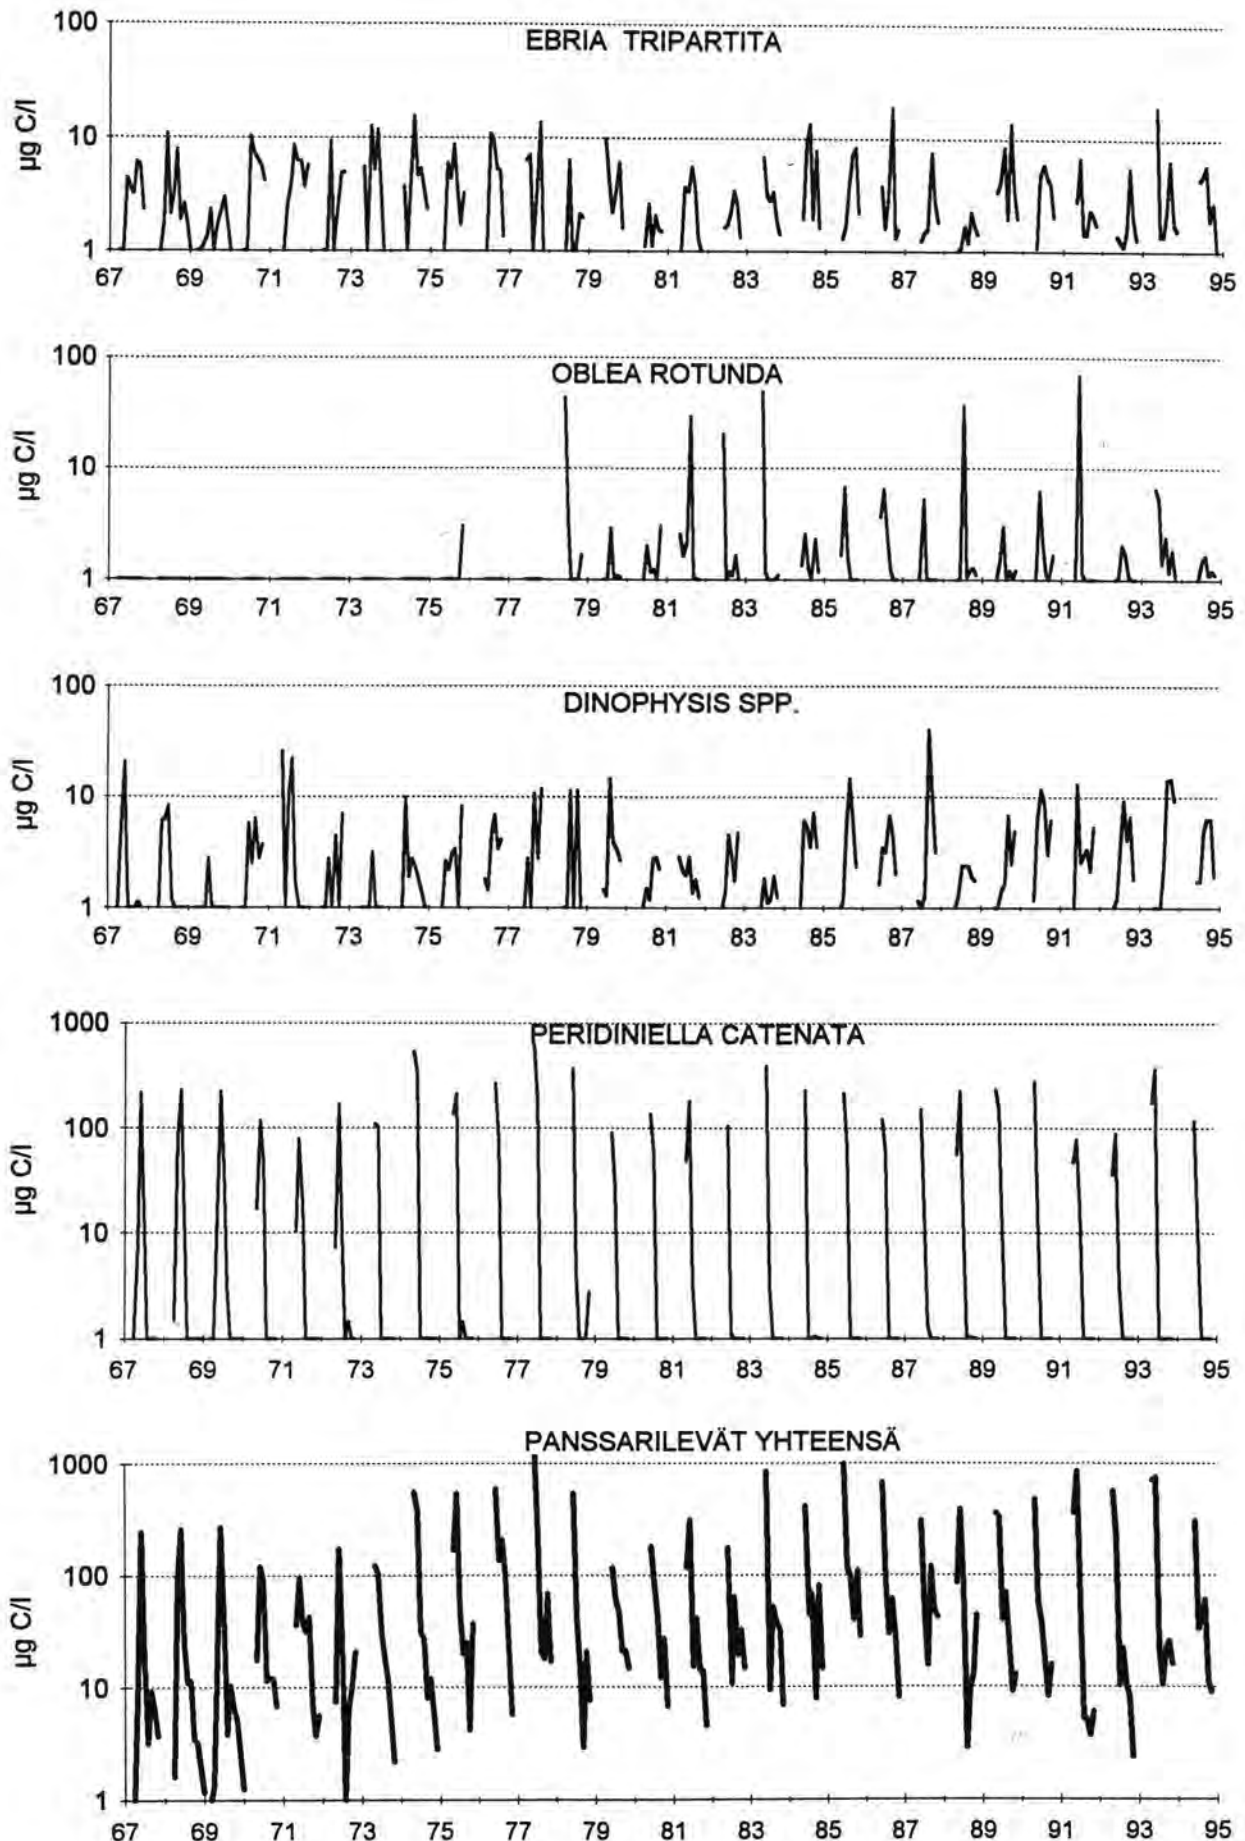 EBRIA TRIPARTITA
µg C/l
100
10
1
67 69 71 73 75 77 79 81 83 85 87 89 91 93 95
OBLEA ROTUNDA
µg C/l
100
10
1
67 69 71 73 75 77 79 81 83 85 87 89 91 93 95
DINOPHYSIS SPP.
µg C/l
100
10
1
67 69 71 73 75 77 79 81 83 85 87 89 91 93 95
PERIDINIELLA CATENATA
µg C/l
1000
100
10
1
67 69 71 73 75 77 79 81 83 85 87 89 91 93 95
PANSSARILEVÄT YHTEENSÄ
µg C/l
1000
100
10
1
67 69 71 73 75 77 79 81 83 85 87 89 91 93 95